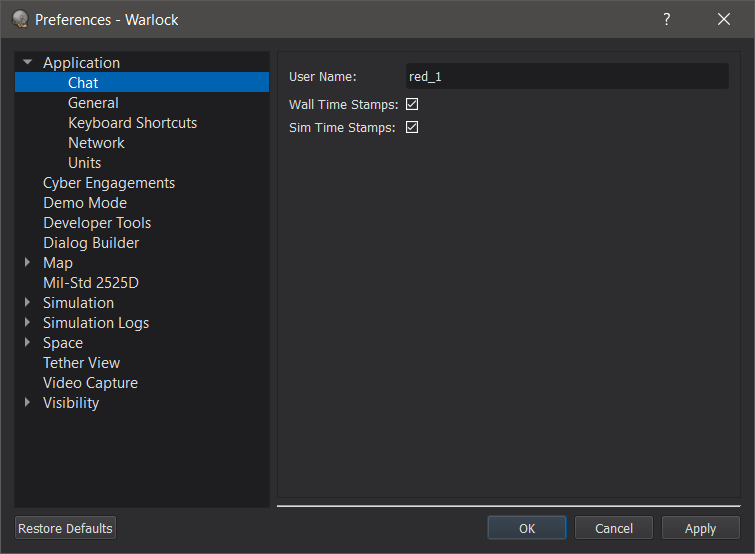 Preferences - Warlock
?
Application
Chat
General
Keyboard Shortcuts
Network
Units
Cyber Engagements
Demo Mode
Developer Tools
Dialog Builder
Map
Mil-Std 2525D
Simulation
Simulation Logs
Space
Tether View
Video Capture
Visibility
User Name: red_1
Wall Time Stamps:
Sim Time Stamps:
Restore Defaults
OK
Cancel
Apply